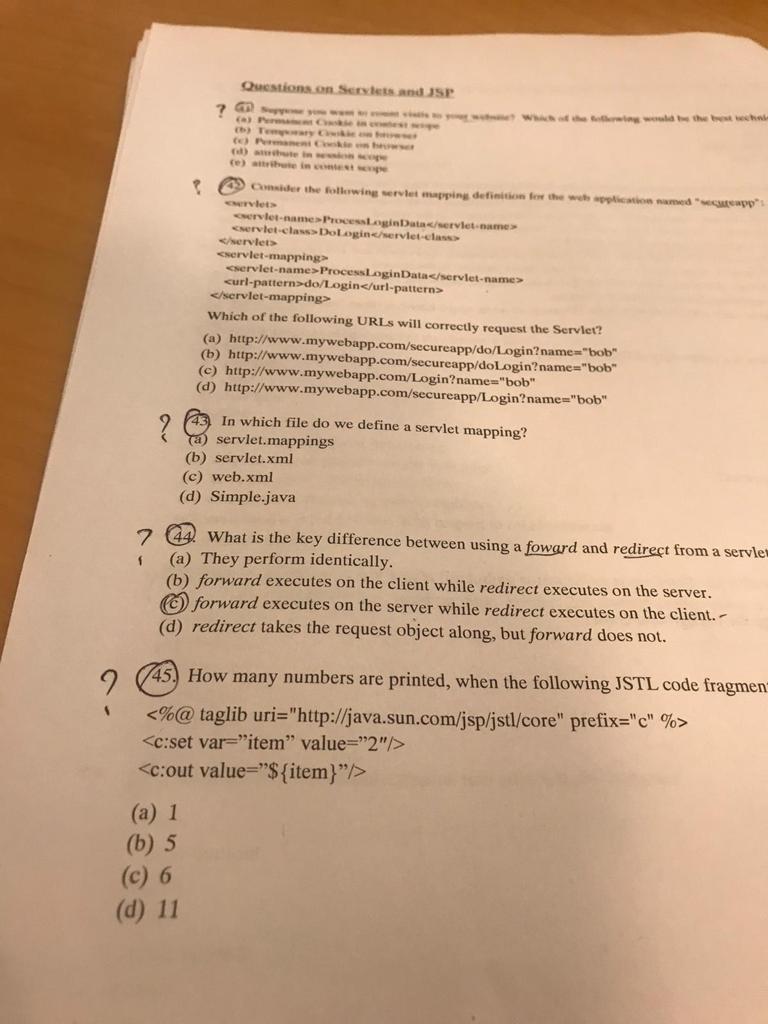 Questions on Servlets and JSP
? 41. Suppose you want to count visits to your website? Which of the following would be the best
(a) Permanent Cookie in context scope
(b) Temporary Cookie on browser
(c) Permanent Cookie on browser
(d) attribute in session scope
(e) attribute in context scope
? 42. Consider the following servlet mapping definition for the web application named "secureapp":
<servlet>
<servlet-name>ProcessLoginData</servlet-name>
<servlet-class>DoLogin</servlet-class>
</servlet>
<servlet-mapping>
<servlet-name>ProcessLoginData</servlet-name>
<url-pattern>do/Login</url-pattern>
</servlet-mapping>
Which of the following URLs will correctly request the Servlet?
(a) http://www.mywebapp.com/secureapp/do/Login?name="bob"
(b) http://www.mywebapp.com/secureapp/doLogin?name="bob"
(c) http://www.mywebapp.com/Login?name="bob"
(d) http://www.mywebapp.com/secureapp/Login?name="bob"
? 43. In which file do we define a servlet mapping?
(a) servlet.mappings
(b) servlet.xml
(c) web.xml
(d) Simple.java
? 44. What is the key difference between using a foward and redirect from a servlet
(a) They perform identically.
(b) forward executes on the client while redirect executes on the server.
(c) forward executes on the server while redirect executes on the client.
(d) redirect takes the request object along, but forward does not.
? 45. How many numbers are printed, when the following JSTL code fragmen
<%@ taglib uri="http://java.sun.com/jsp/jstl/core" prefix="c" %>
<c:set var=”item” value=”2"/>
<c:out value=”${item}”/>
(a) 1
(b) 5
(c) 6
(d) 11